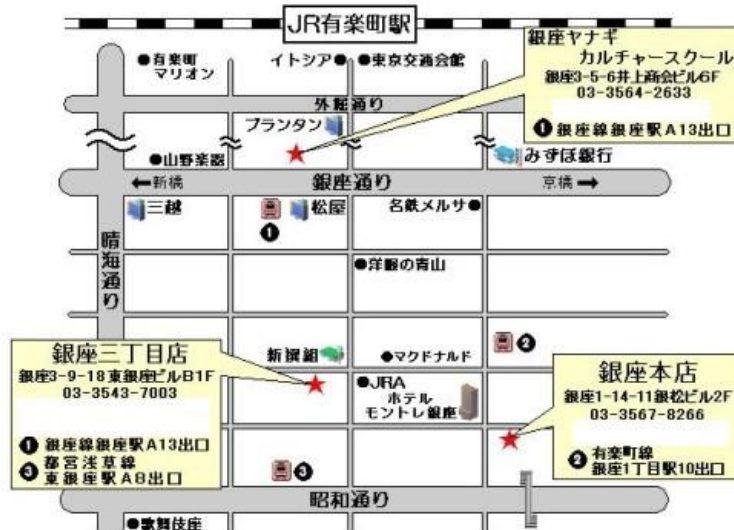 JR有楽町駅
●有楽町
マリオン
イトシア●
●東京交通会館
銀座ヤナギ
カルチャースクール
銀座3-5-6井上商会ビル6F
03-3564-2633
❶銀座線銀座駅A13出口
外堀通り
プランタン
●山野楽器
みずほ銀行
←新橋
銀座通り
京橋→
三越
松屋
名鉄メルサ●
❶
晴海通り
●洋服の青山
新撰組
●マクドナルド
❷
銀座三丁目店
銀座3-9-18東銀座ビルB1F
03-3543-7003
❶銀座線銀座駅A13出口
❸都営浅草線
東銀座駅A8出口
●JRA
ホテル
モントレ銀座
銀座本店
銀座1-14-11銀松ビル2F
03-3567-8266
❷有楽町線
銀座1丁目駅10出口
❸
昭和通り
●歌舞伎座